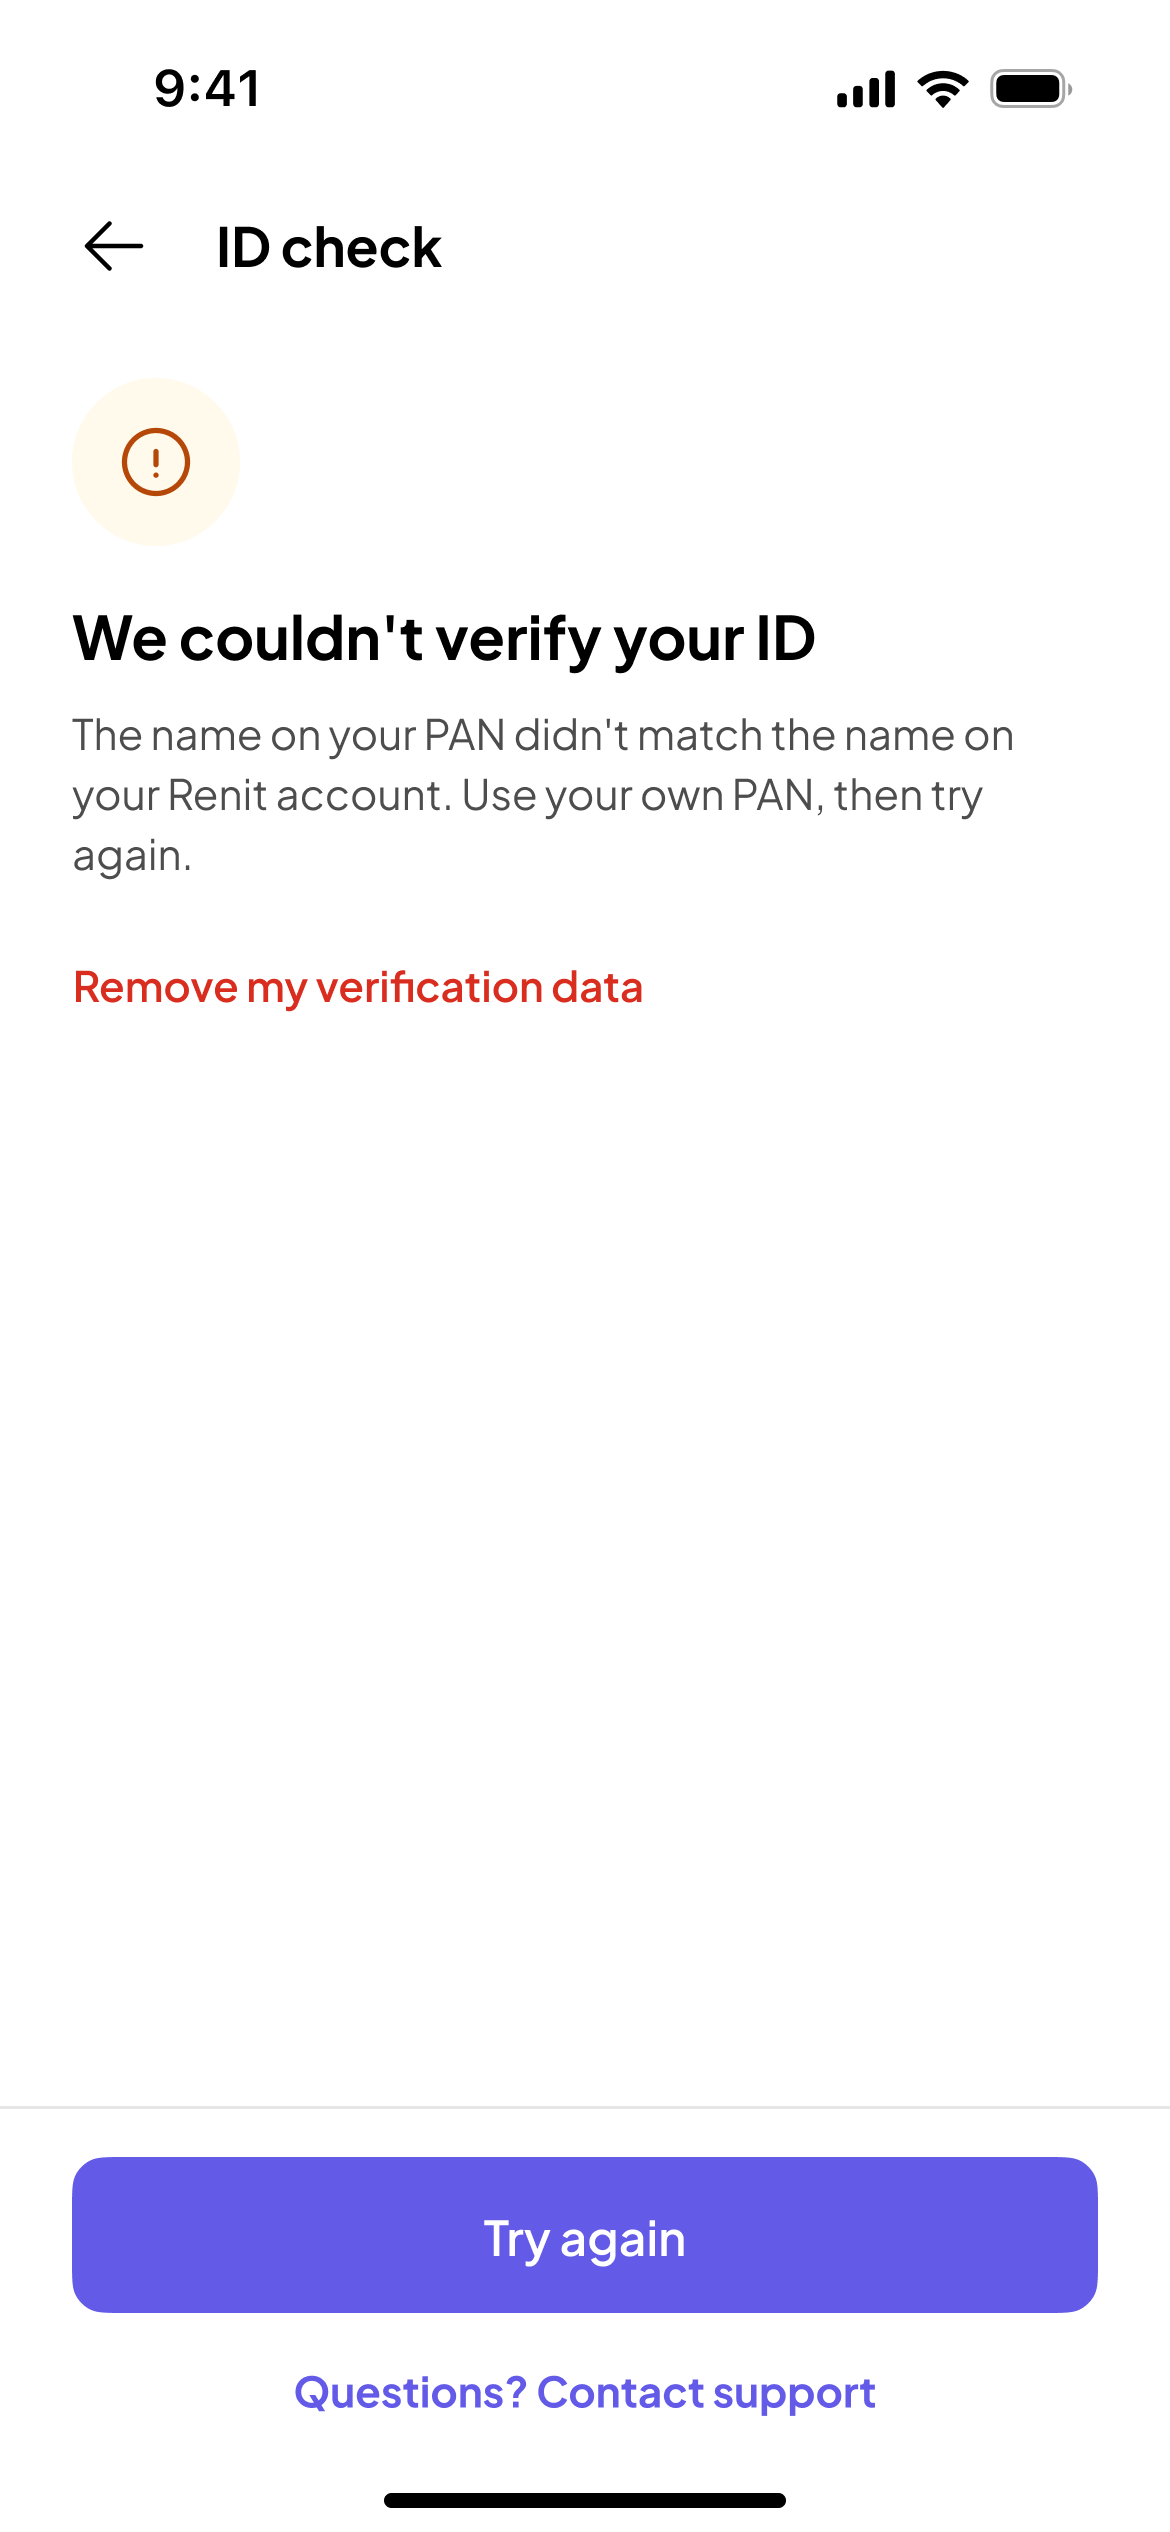 9:41
ID check
We couldn't verify your ID
The name on your PAN didn't match the name on
your Renit account. Use your own PAN, then try
again.
Remove my verification data
Try again
Questions? Contact support